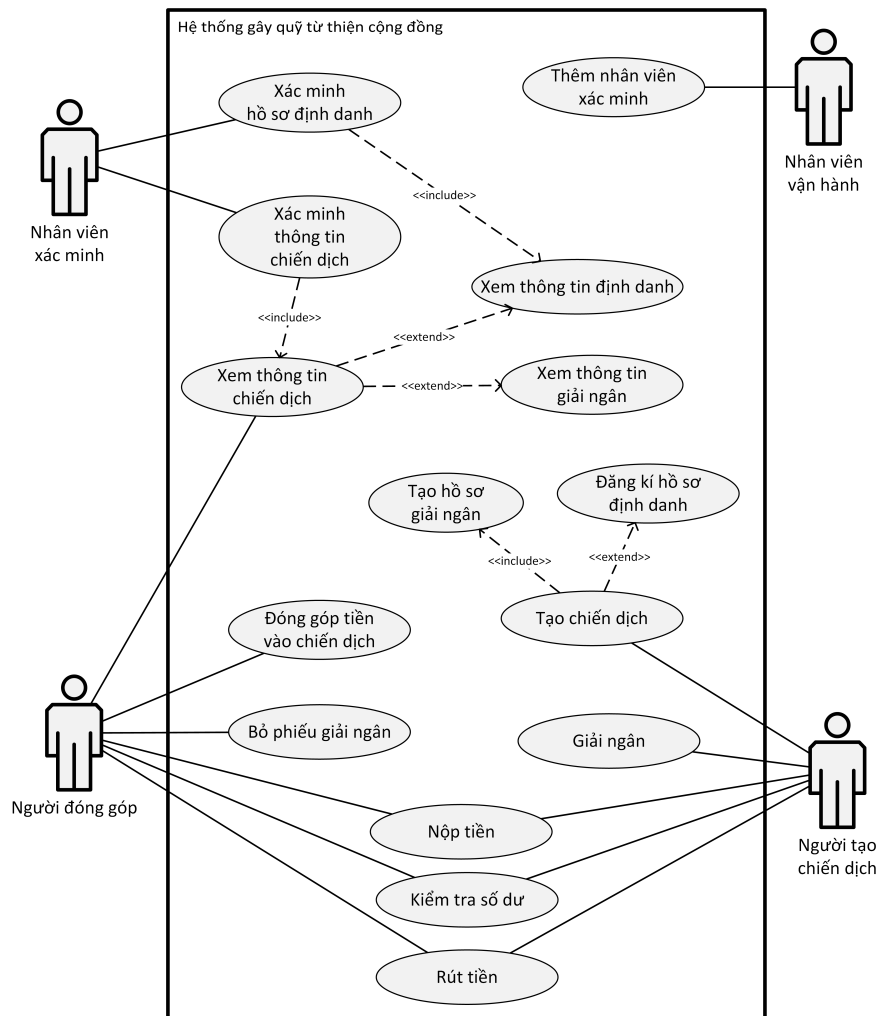 Hệ thống gây quỹ từ thiện cộng đồng
Xác minh
hồ sơ định danh
Thêm nhân viên
xác minh
Nhân viên
vận hành
Nhân viên
xác minh
<<include>>
Xác minh
thông tin
chiến dịch
Xem thông tin định danh
<<include>>
<<extend>>
Xem thông tin
chiến dịch
<<extend>>
Xem thông tin
giải ngân
Tạo hồ sơ
giải ngân
Đăng kí hồ sơ
định danh
<<include>>
<<extend>>
Đóng góp tiền
vào chiến dịch
Tạo chiến dịch
Bỏ phiếu giải ngân
Giải ngân
Người đóng góp
Nộp tiền
Người tạo
chiến dịch
Kiểm tra số dư
Rút tiền